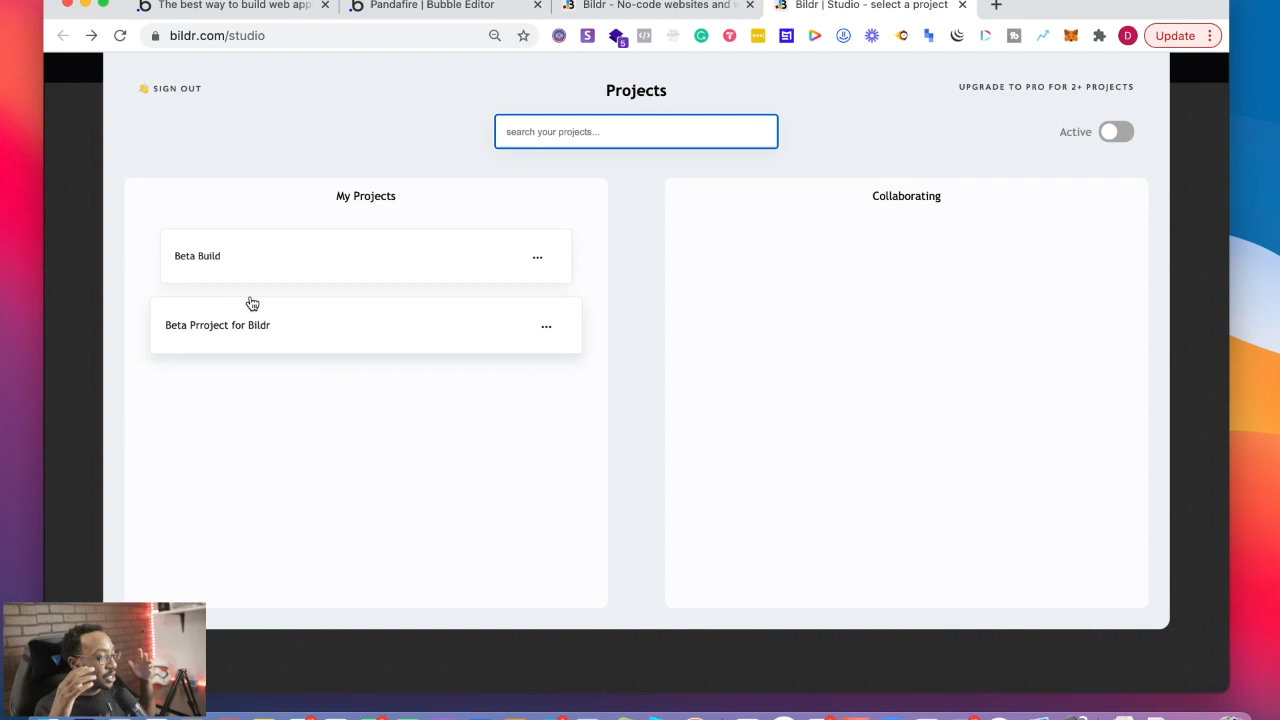 The best way to build web app
Pandafire | Bubble Editor
Bildr - No-code websites and w
Bildr | Studio - select a project
bildr.com/studio
5
D
Update
SIGN OUT
Projects
UPGRADE TO PRO FOR 2+ PROJECTS
search your projects...
Active
My Projects
Collaborating
Beta Build
Beta Prroject for Bildr